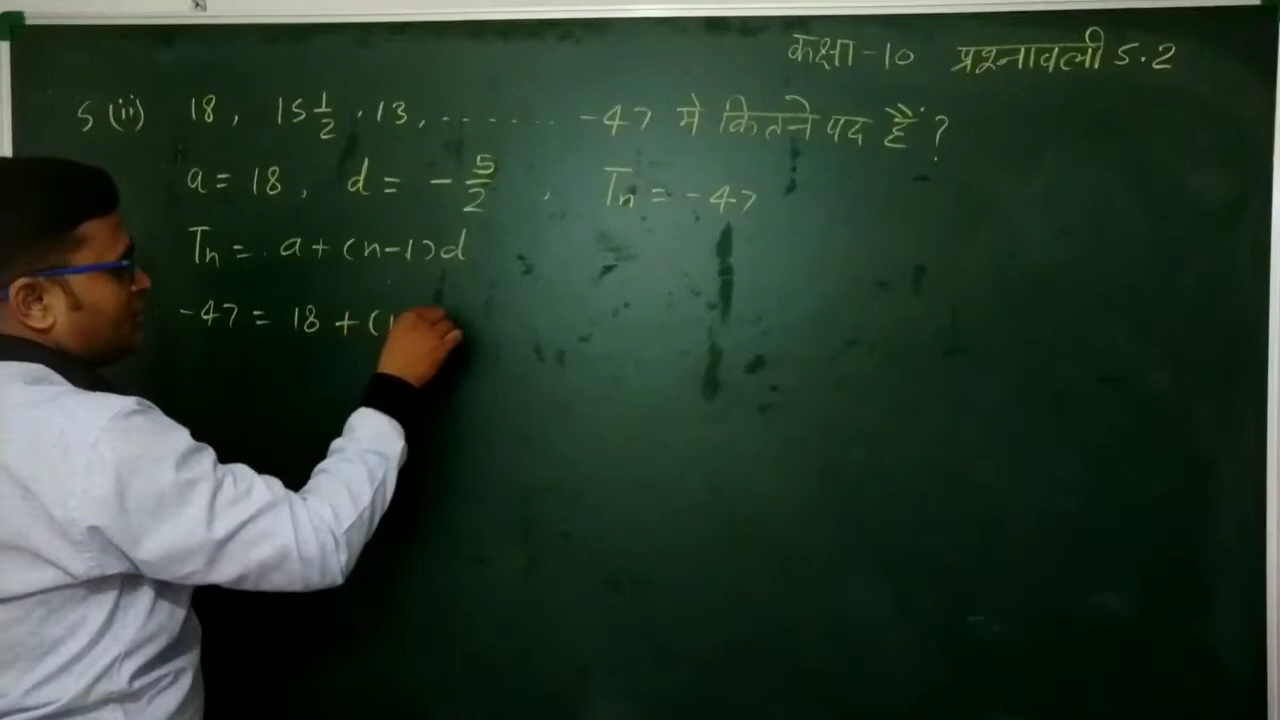 कक्षा-10 प्रश्नावली 5.2
5 (ii) 18, 15 1/2, 13, ------- -47 मे कितने पद हैं ?
a = 18, d = - 5/2, Tn = -47
Tn = a + (n-1)d
-47 = 18 + (